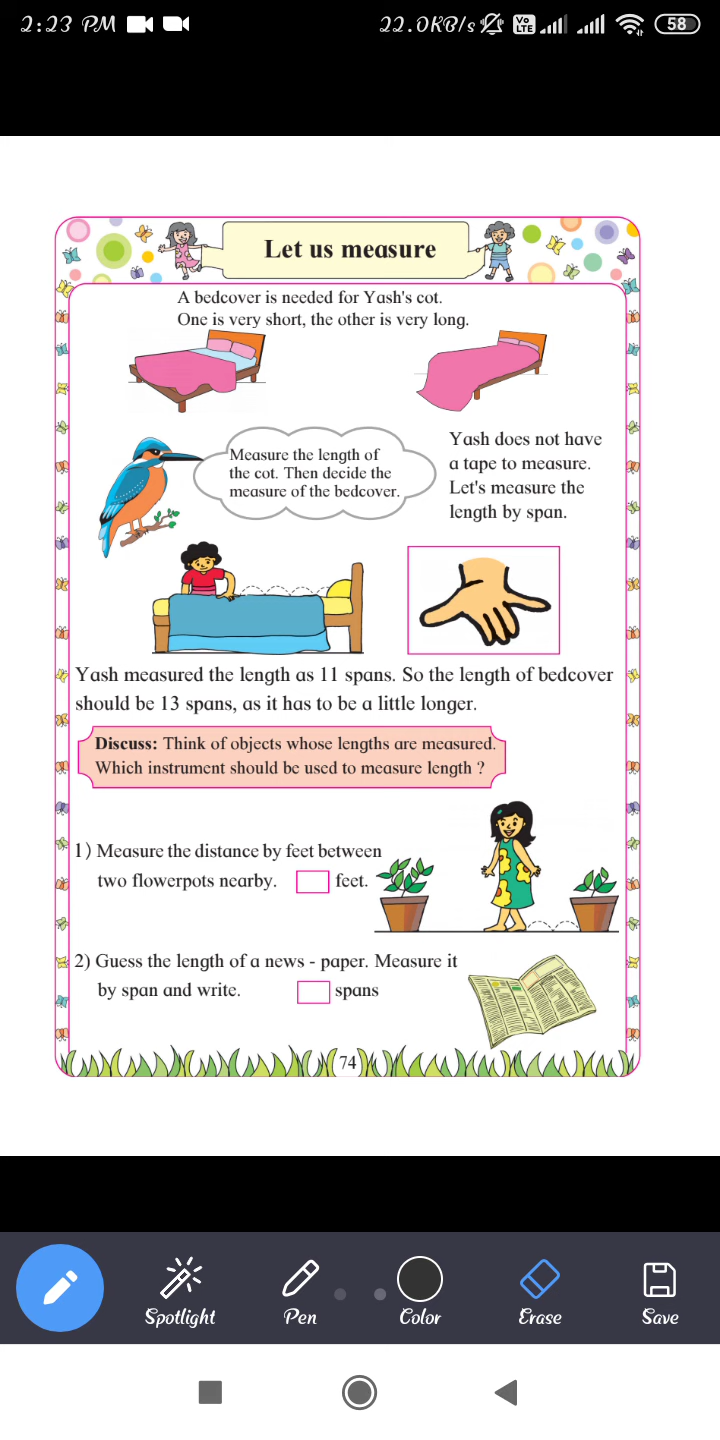 2:23 PM
22.0KB/s
Vo LTE
58
Let us measure
A bedcover is needed for Yash's cot.
One is very short, the other is very long.
Measure the length of
the cot. Then decide the
measure of the bedcover.
Yash does not have
a tape to measure.
Let's measure the
length by span.
Yash measured the length as 11 spans. So the length of bedcover
should be 13 spans, as it has to be a little longer.
Discuss: Think of objects whose lengths are measured.
Which instrument should be used to measure length ?
1) Measure the distance by feet between
two flowerpots nearby. feet.
2) Guess the length of a news - paper. Measure it
by span and write. spans
74
Spotlight
Pen
Color
Erase
Save